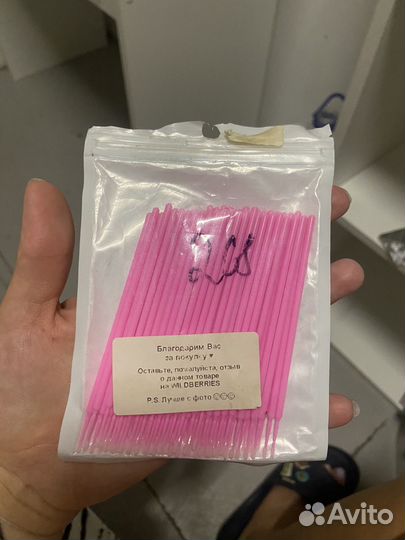 Благодарим Вас
за покупку ♥
Оставьте, пожалуйста, отзыв
о данном товаре
на WILDBERRIES
P.S. Лучше с фото 😊😊😊
Avito